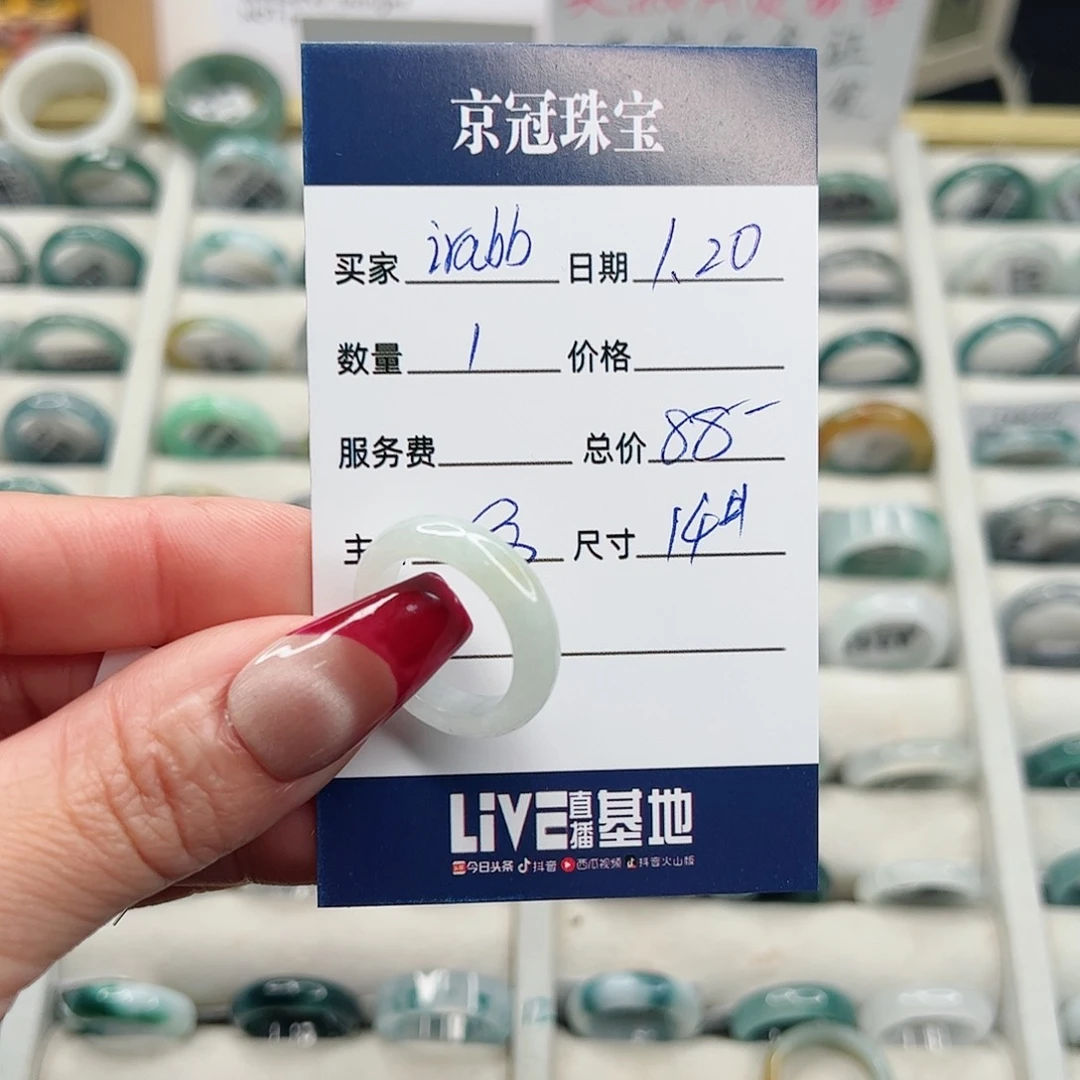 京冠珠宝
买家 irabb 日期 1.20
数量 1 价格
服务费 总价 88-
主 尺寸 14#
LiVE直播基地
今日头条 抖音 西瓜视频 抖音火山版